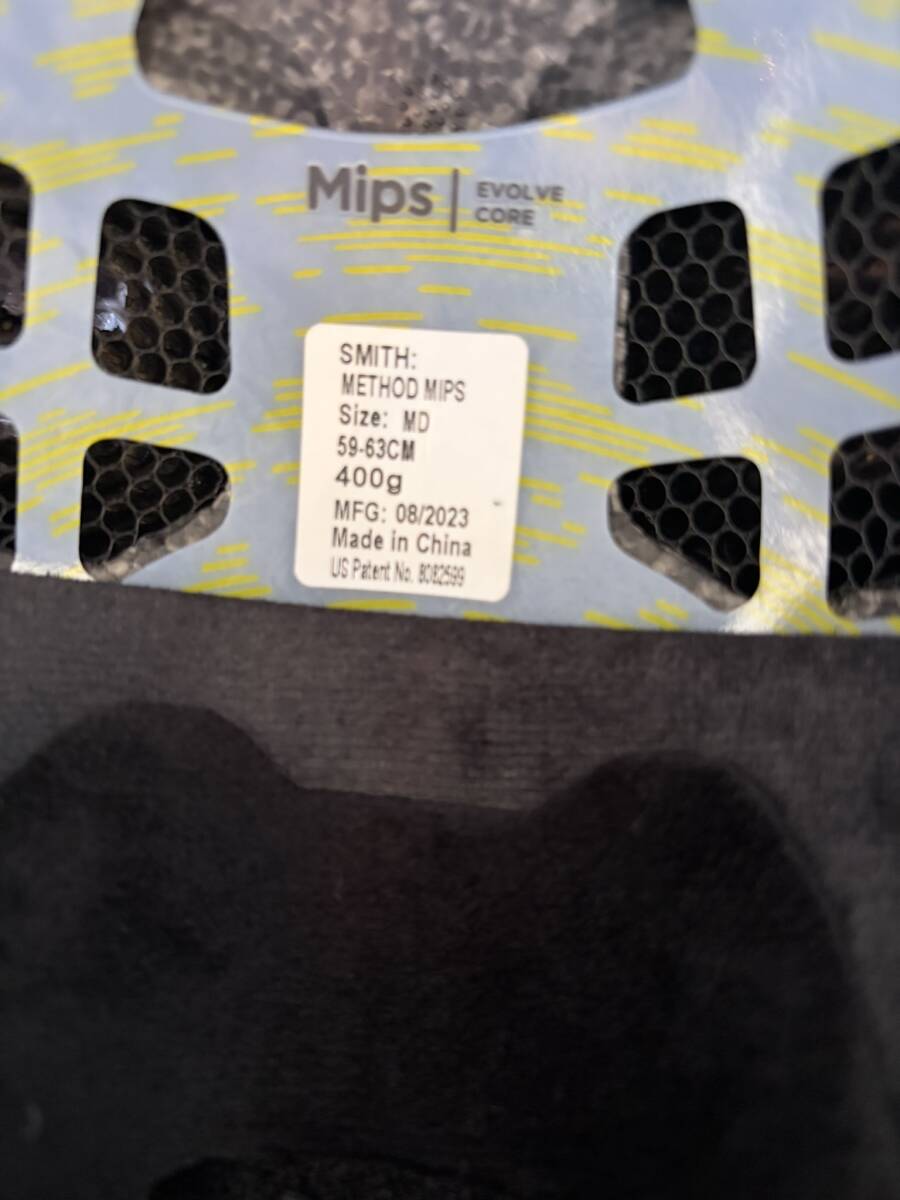 Mips | EVOLVE CORE
SMITH:
METHOD MIPS
Size: MD
59-63CM
400g
MFG: 08/2023
Made in China
US Patent No. 8082599